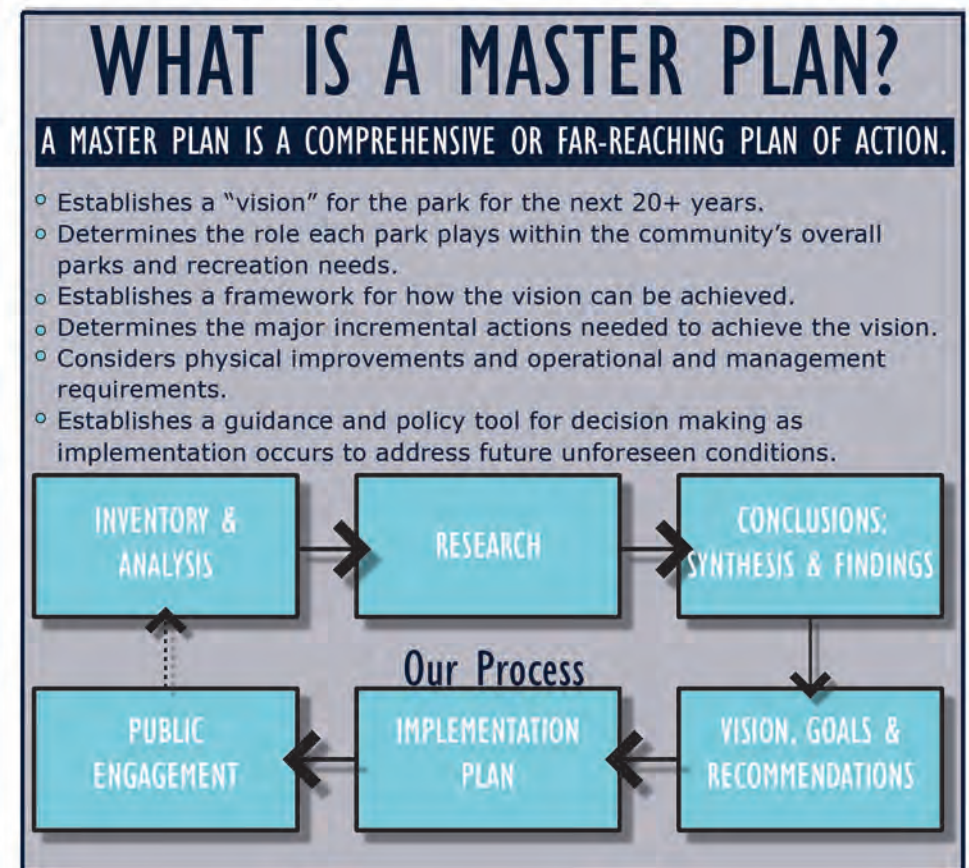 WHAT IS A MASTER PLAN?
A MASTER PLAN IS A COMPREHENSIVE OR FAR-REACHING PLAN OF ACTION.
Establishes a “vision” for the park for the next 20+ years.
Determines the role each park plays within the community’s overall
parks and recreation needs.
Establishes a framework for how the vision can be achieved.
Determines the major incremental actions needed to achieve the vision.
Considers physical improvements and operational and management
requirements.
Establishes a guidance and policy tool for decision making as
implementation occurs to address future unforeseen conditions.
INVENTORY &
ANALYSIS
RESEARCH
CONCLUSIONS:
SYNTHESIS & FINDINGS
Our Process
PUBLIC
ENGAGEMENT
IMPLEMENTATION
PLAN
VISION, GOALS &
RECOMMENDATIONS